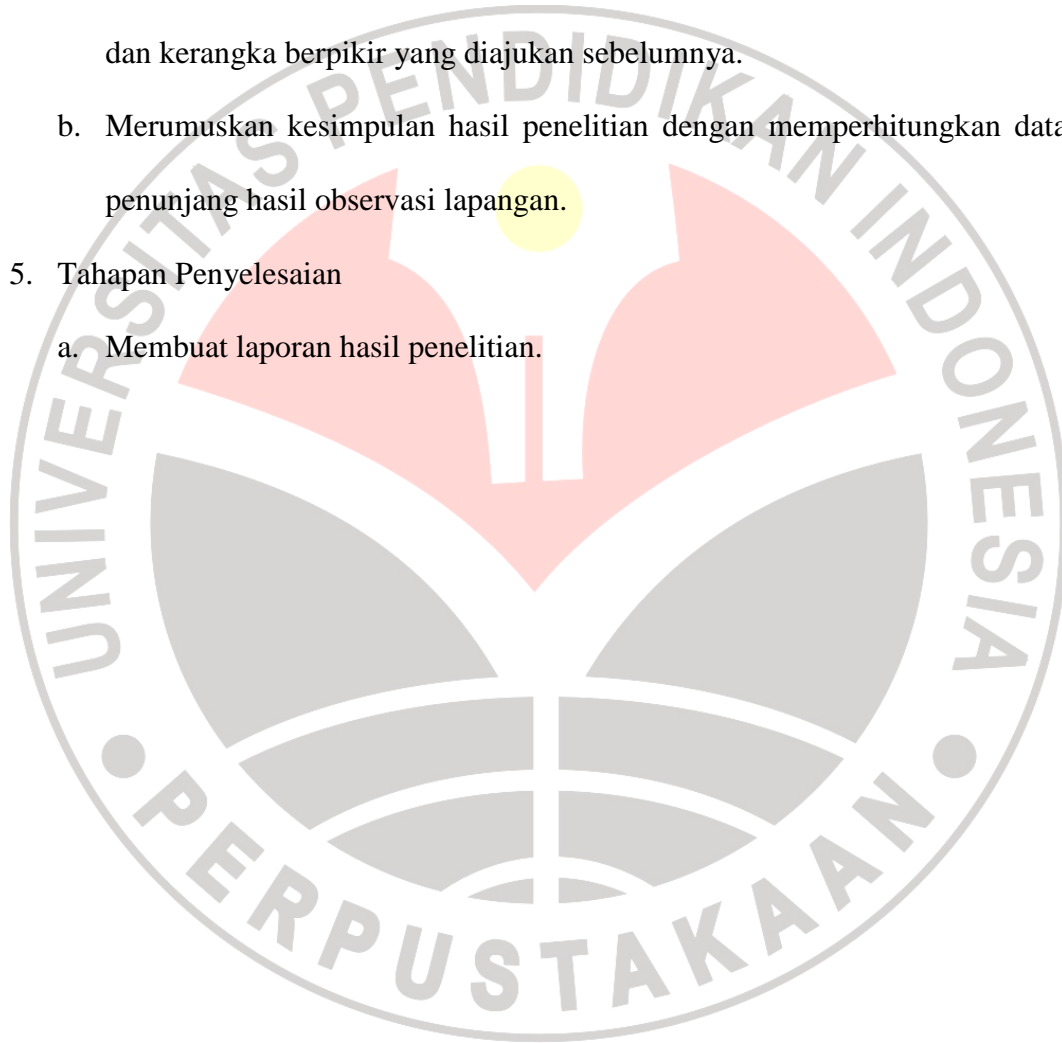 dan kerangka berpikir yang diajukan sebelumnya.
b. Merumuskan kesimpulan hasil penelitian dengan memperhitungkan data
penunjang hasil observasi lapangan.
5. Tahapan Penyelesaian
a. Membuat laporan hasil penelitian.
UNIVERSITAS PENDIDIKAN INDONESIA
PERPUSTAKAAN